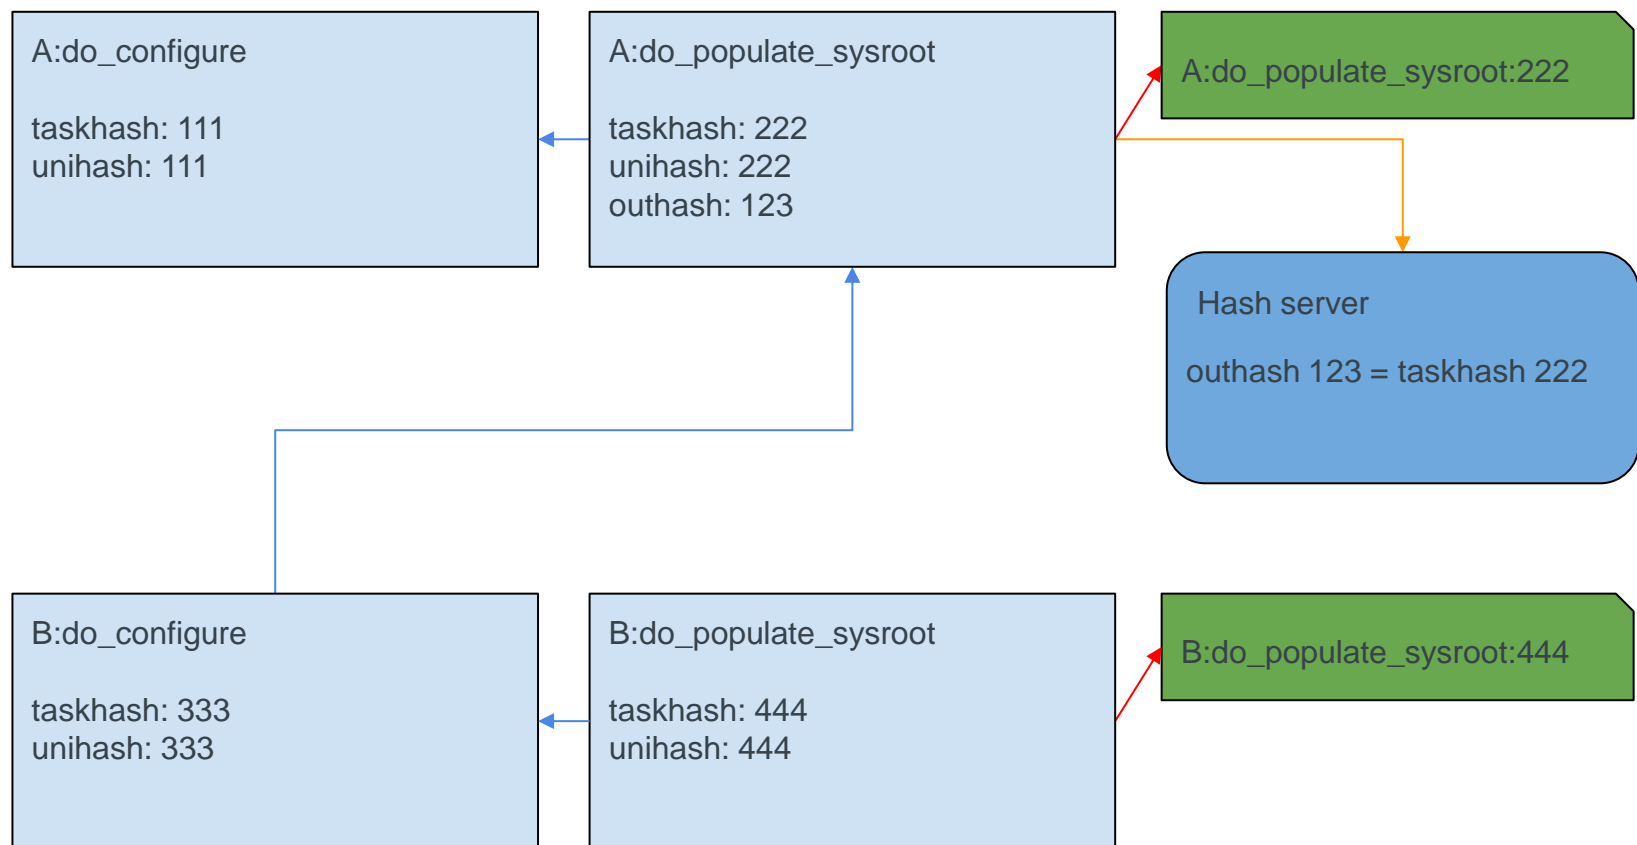 A:do_configure
taskhash: 111
unihash: 111
A:do_populate_sysroot
taskhash: 222
unihash: 222
outhash: 123
A:do_populate_sysroot:222
Hash server
outhash 123 = taskhash 222
B:do_configure
taskhash: 333
unihash: 333
B:do_populate_sysroot
taskhash: 444
unihash: 444
B:do_populate_sysroot:444